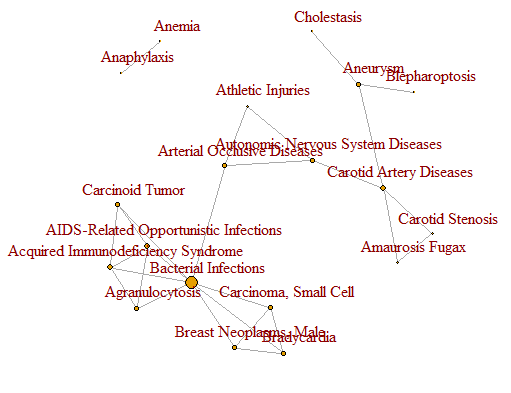 Cholestasis
Anemia
Anaphylaxis
Aneurysm
Blepharoptosis
Athletic Injuries
Autonomic Nervous System Diseases
Arterial Occlusive Diseases
Carotid Artery Diseases
Carcinoid Tumor
Carotid Stenosis
AIDS-Related Opportunistic Infections
Amaurosis Fugax
Acquired Immunodeficiency Syndrome
Bacterial Infections
Agranulocytosis
Carcinoma, Small Cell
Breast Neoplasms, Male
Bradycardia